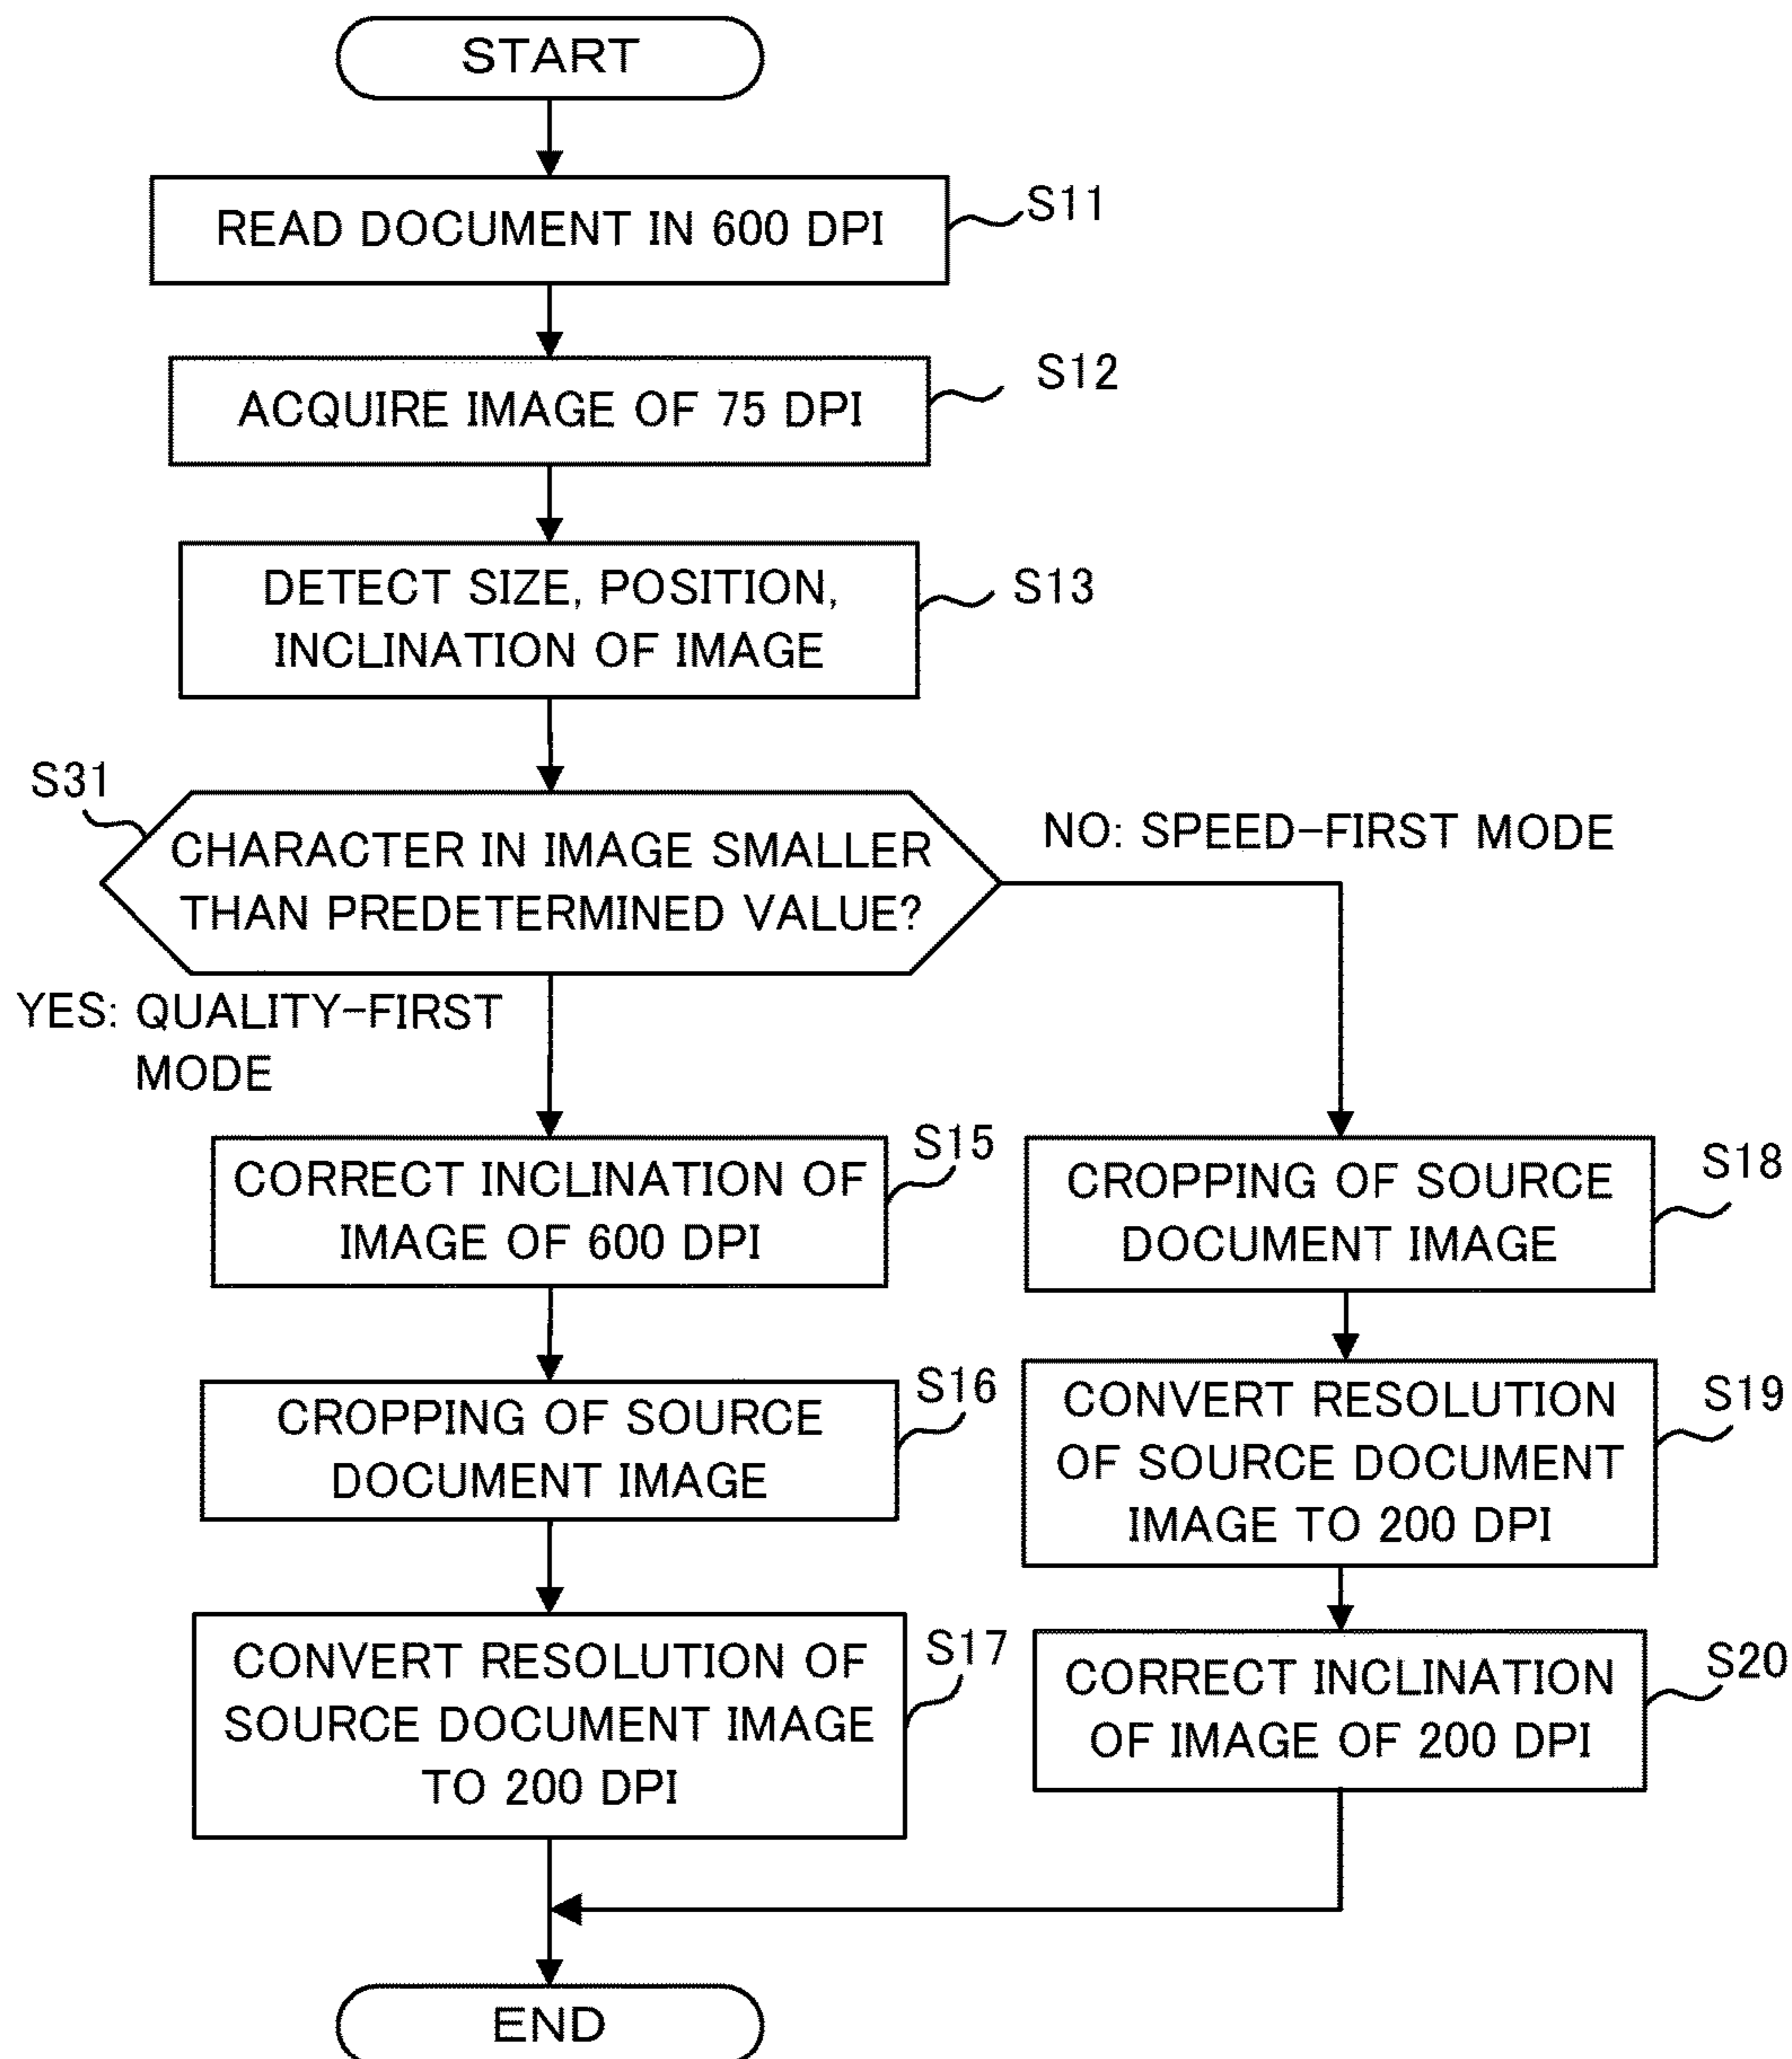 START
READ DOCUMENT IN 600 DPI
S11
ACQUIRE IMAGE OF 75 DPI
S12
DETECT SIZE, POSITION,
INCLINATION OF IMAGE
S13
S31
CHARACTER IN IMAGE SMALLER
THAN PREDETERMINED VALUE?
NO: SPEED-FIRST MODE
YES: QUALITY-FIRST
MODE
CORRECT INCLINATION OF
IMAGE OF 600 DPI
S15
CROPPING OF SOURCE
DOCUMENT IMAGE
S16
CONVERT RESOLUTION OF
SOURCE DOCUMENT IMAGE
TO 200 DPI
S17
CROPPING OF SOURCE
DOCUMENT IMAGE
S18
CONVERT RESOLUTION
OF SOURCE DOCUMENT
IMAGE TO 200 DPI
S19
CORRECT INCLINATION
OF IMAGE OF 200 DPI
S20
END